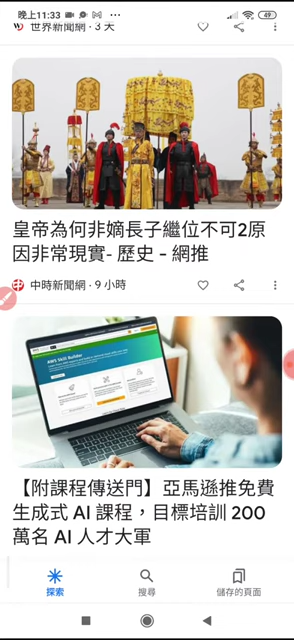 晚上11:33
49
世界新聞網 · 3 天
皇帝為何非嫡長子繼位不可2原
因非常現實- 歷史 - 網推
中時新聞網 · 9 小時
AWS Skill Builder
【附課程傳送門】亞馬遜推免費
生成式 AI 課程，目標培訓 200
萬名 AI 人才大軍
探索
搜尋
儲存的頁面